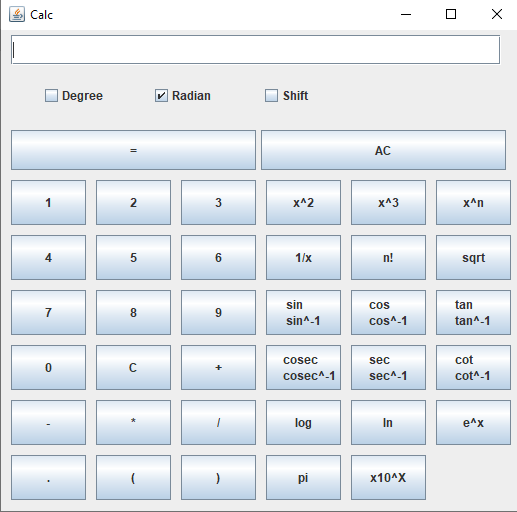 Calc
Degree Radian Shift
= AC
1 2 3 x^2 x^3 x^n
4 5 6 1/x n! sqrt
7 8 9 sin cos tan
sin^-1 cos^-1 tan^-1
0 C + cosec sec cot
cosec^-1 sec^-1 cot^-1
- * / log ln e^x
. ( ) pi x10^X